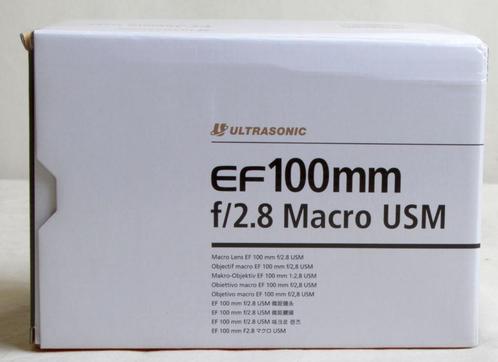 ULTRASONIC
EF100mm
f/2.8 Macro USM
Macro Lens EF 100 mm f/2.8 USM
Objectif macro EF 100 mm f/2,8 USM
Makro-Objektiv EF 100 mm 1:2,8 USM
Obiettivo macro EF 100 mm f/2,8 USM
Objetivo macro EF 100 mm f/2,8 USM
EF 100 mm f/2.8 USM 微距镜头
EF 100 mm f/2.8 USM 微距鏡頭
EF 100 mm f/2.8 USM 매크로 렌즈
EF 100 mm F2.8 マクロ USM